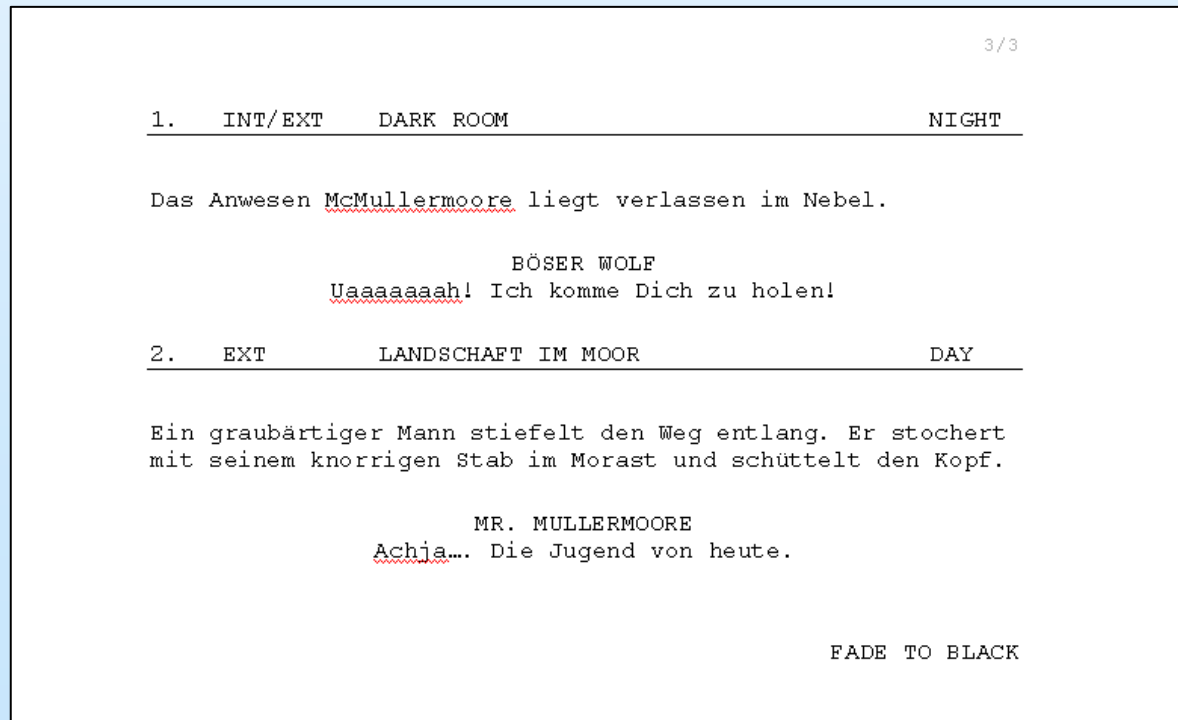 3/3
1. INT/EXT DARK ROOM NIGHT
Das Anwesen McMullermoore liegt verlassen im Nebel.
BÖSER WOLF
Uaaaaaaah! Ich komme Dich zu holen!
2. EXT LANDSCHAFT IM MOOR DAY
Ein graubärtiger Mann stiefelt den Weg entlang. Er stochert
mit seinem knorrigen Stab im Morast und schüttelt den Kopf.
MR. MULLERMOORE
Achja…. Die Jugend von heute.
FADE TO BLACK